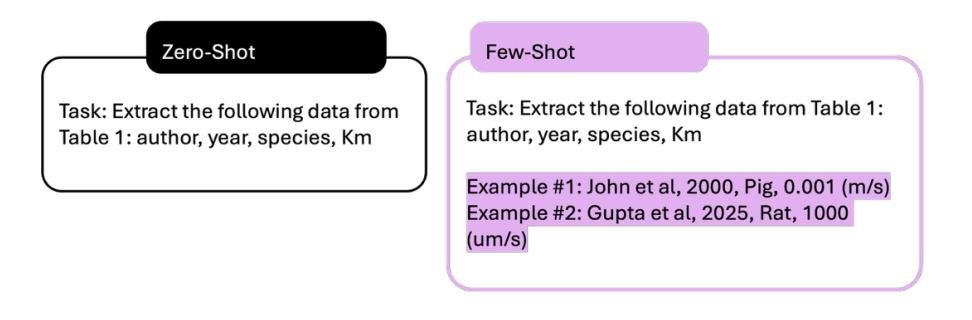 Zero-Shot
Task: Extract the following data from
Table 1: author, year, species, Km
Few-Shot
Task: Extract the following data from Table 1:
author, year, species, Km
Example #1: John et al, 2000, Pig, 0.001 (m/s)
Example #2: Gupta et al, 2025, Rat, 1000
(um/s)